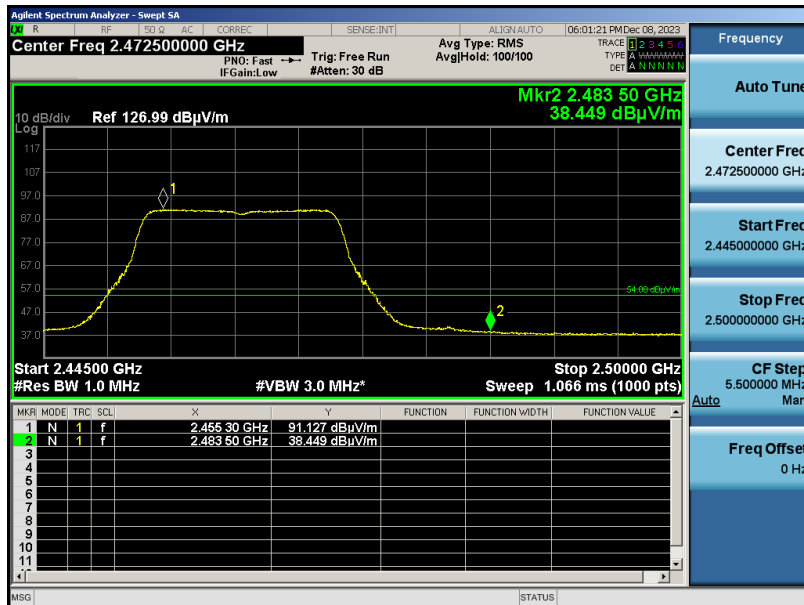 Agilent Spectrum Analyzer - Swept SA
LXI R RF 50 Ω AC CORREC SENSE:INT ALIGN AUTO 06:01:21 PM Dec 08, 2023
Center Freq 2.472500000 GHz
PNO: Fast
IFGain:Low
Trig: Free Run
#Atten: 30 dB
Avg Type: RMS
Avg|Hold: 100/100
TRACE 1 2 3 4 5 6
TYPE A
DET A N N N N N
Mkr2 2.483 50 GHz
38.449 dBμV/m
10 dB/div Ref 126.99 dBμV/m
Log
117
107
97.0
87.0
77.0
67.0
57.0
47.0
37.0
1
2
54.00 dBμV/m
Start 2.44500 GHz Stop 2.50000 GHz
#Res BW 1.0 MHz #VBW 3.0 MHz* Sweep 1.066 ms (1000 pts)
MKR MODE TRC SCL X Y FUNCTION FUNCTION WIDTH FUNCTION VALUE
1 N 1 f 2.455 30 GHz 91.127 dBμV/m
2 N 1 f 2.483 50 GHz 38.449 dBμV/m
3
4
5
6
7
8
9
10
11
MSG STATUS
Frequency
Auto Tune
Center Freq
2.472500000 GHz
Start Freq
2.445000000 GHz
Stop Freq
2.500000000 GHz
CF Step
5.500000 MHz
Auto Man
Freq Offset
0 Hz